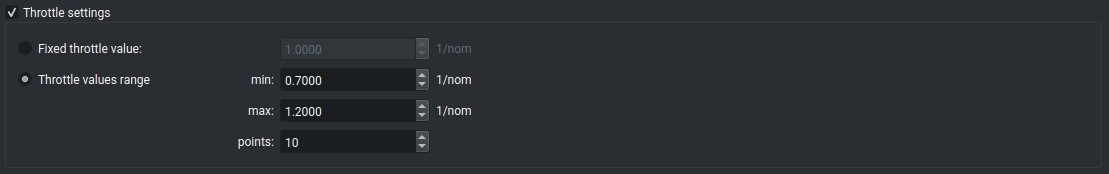 Throttle settings
Fixed throttle value: 1.0000 1/nom
Throttle values range min: 0.7000 1/nom
max: 1.2000 1/nom
points: 10